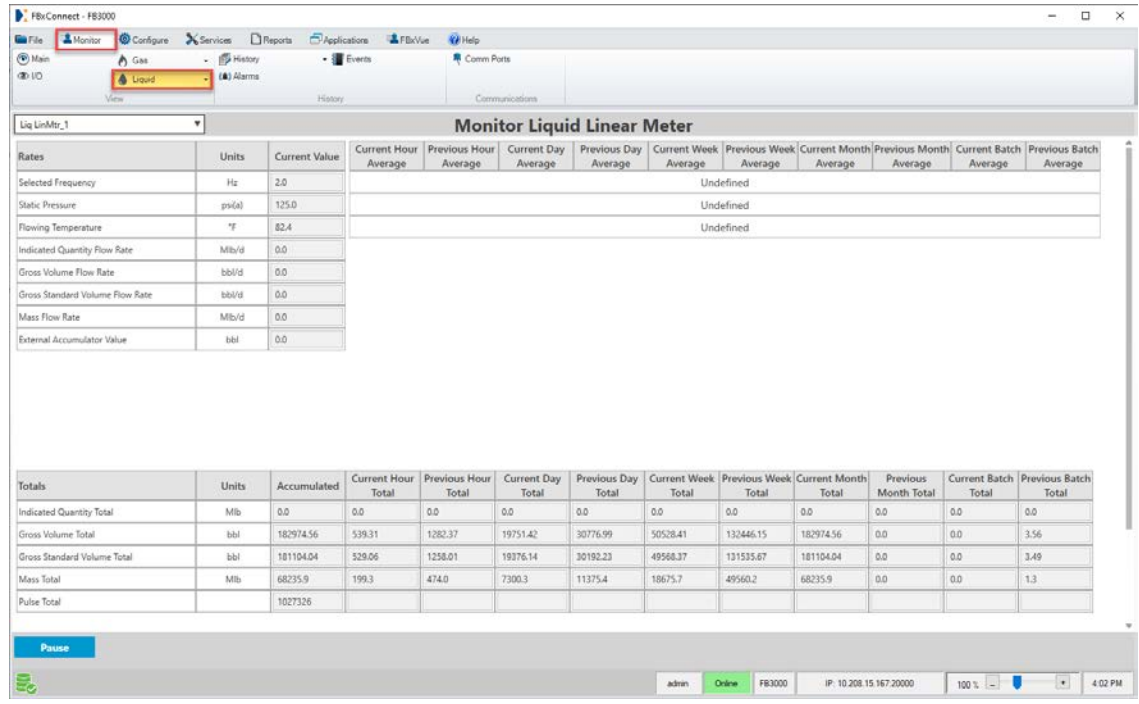 FBxConnect - FB3000
File Monitor Configure Services Reports Applications FBxVue Help
Main Gas History Events Comm Ports
I/O Liquid Alarms
View History Communications
Liq LinMtr_1 Monitor Liquid Linear Meter
Rates Units Current Value Current Hour Average Previous Hour Average Current Day Average Previous Day Average Current Week Average Previous Week Average Current Month Average Previous Month Average Current Batch Average Previous Batch Average
Selected Frequency Hz 2.0 Undefined
Static Pressure psi(a) 125.0 Undefined
Flowing Temperature °F 82.4 Undefined
Indicated Quantity Flow Rate Mlb/d 0.0
Gross Volume Flow Rate bbl/d 0.0
Gross Standard Volume Flow Rate bbl/d 0.0
Mass Flow Rate Mlb/d 0.0
External Accumulator Value bbl 0.0
Totals Units Accumulated Current Hour Total Previous Hour Total Current Day Total Previous Day Total Current Week Total Previous Week Total Current Month Total Previous Month Total Current Batch Total Previous Batch Total
Indicated Quantity Total Mlb 0.0 0.0 0.0 0.0 0.0 0.0 0.0 0.0 0.0 0.0 0.0
Gross Volume Total bbl 182974.56 539.31 1282.37 19751.42 30776.99 50528.41 132446.15 182974.56 0.0 0.0 3.56
Gross Standard Volume Total bbl 181104.04 529.06 1258.01 19376.14 30192.23 49568.37 131535.67 181104.04 0.0 0.0 3.49
Mass Total Mlb 68235.9 199.3 474.0 7300.3 11375.4 18675.7 49560.2 68235.9 0.0 0.0 1.3
Pulse Total 1027326
Pause
admin Online FB3000 IP: 10.208.15.167:20000 100 % - + 4:02 PM